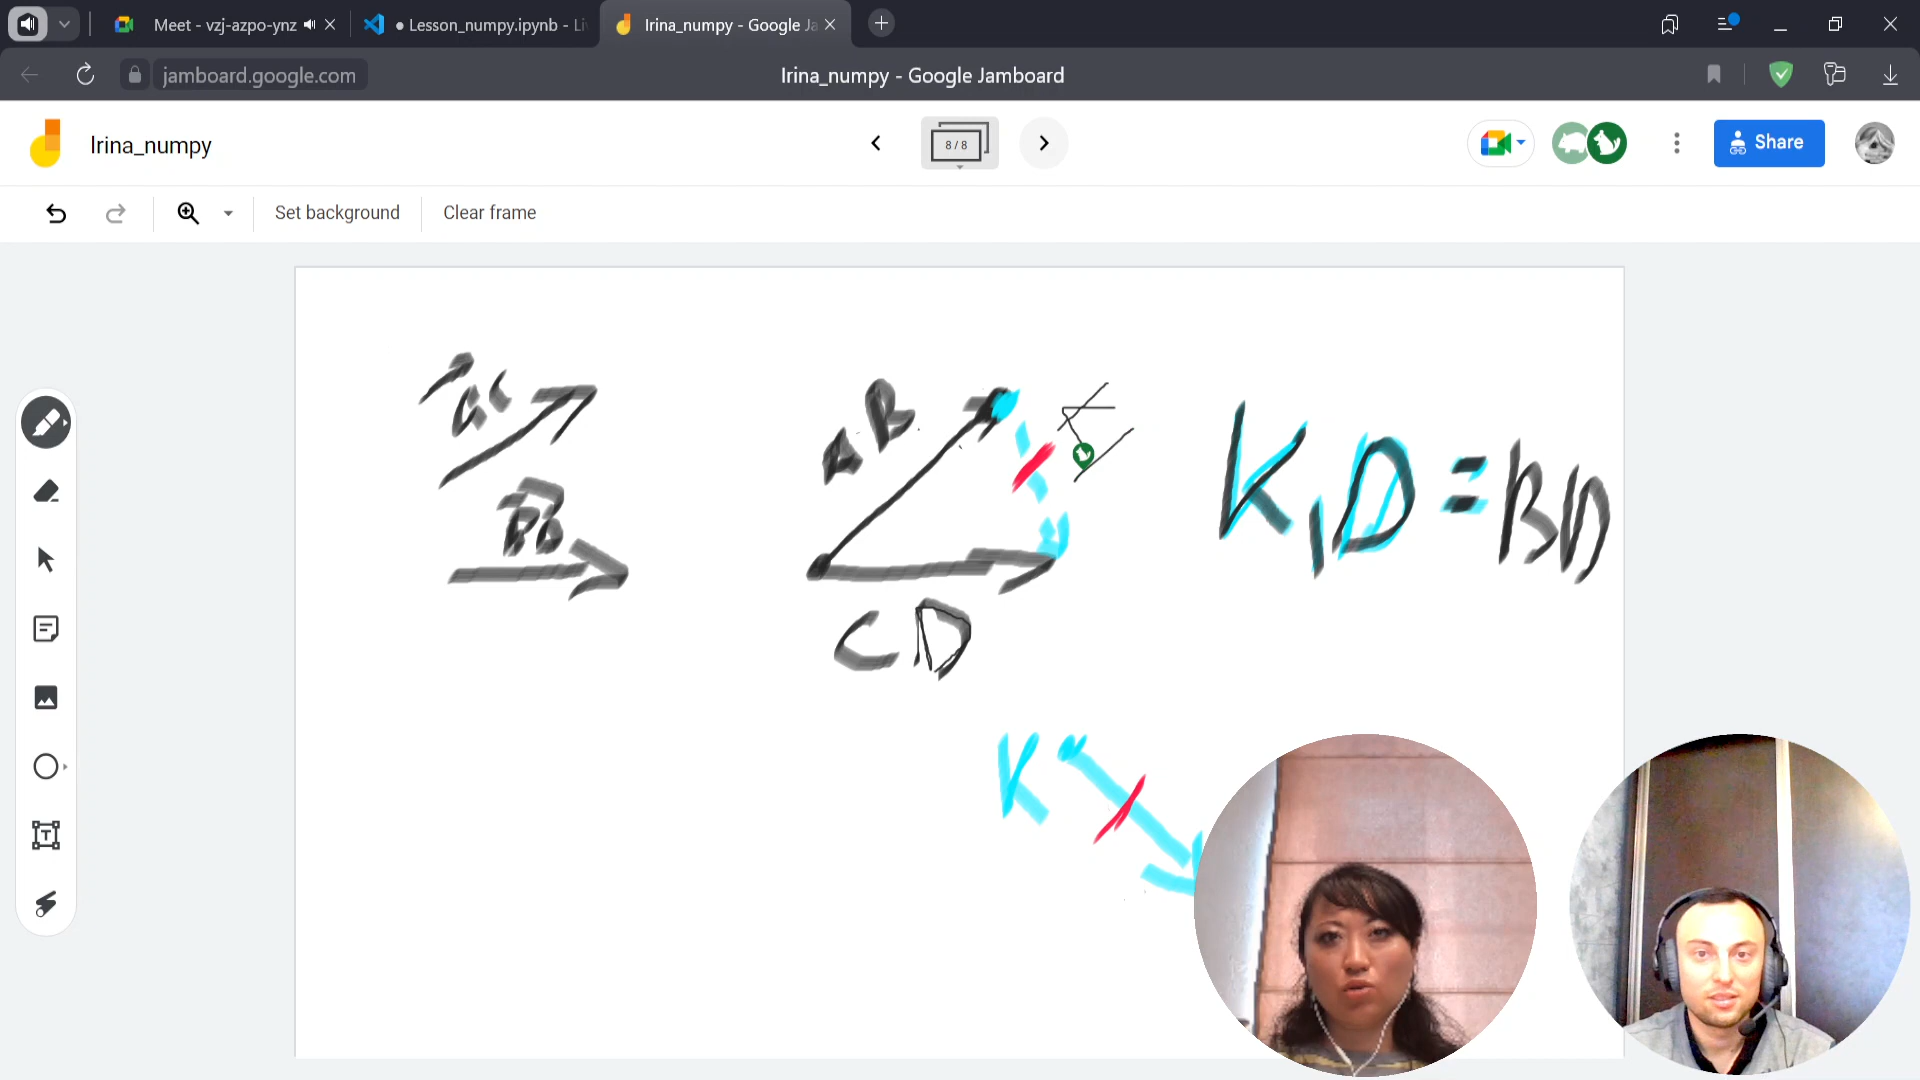 Meet - vzj-azpo-ynz
Lesson_numpy.ipynb - Li
Irina_numpy - Google Ja
jamboard.google.com
Irina_numpy - Google Jamboard
Irina_numpy
8 / 8
Share
Set background
Clear frame
AB
CD
K,D = BD
K